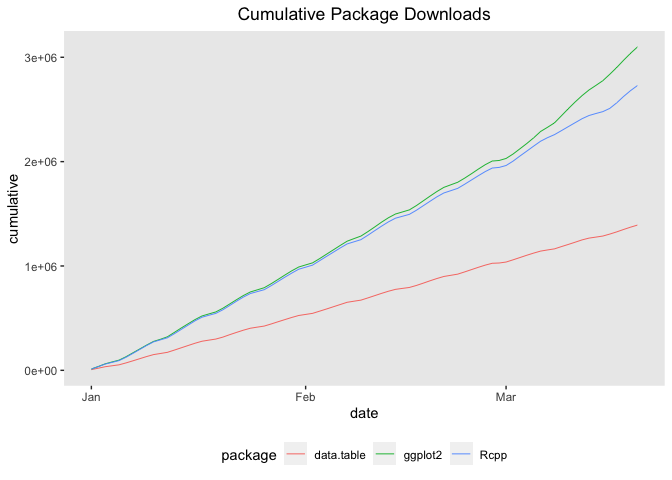 Cumulative Package Downloads
cumulative
3e+06
2e+06
1e+06
0e+00
Jan Feb Mar
date
package data.table ggplot2 Rcpp